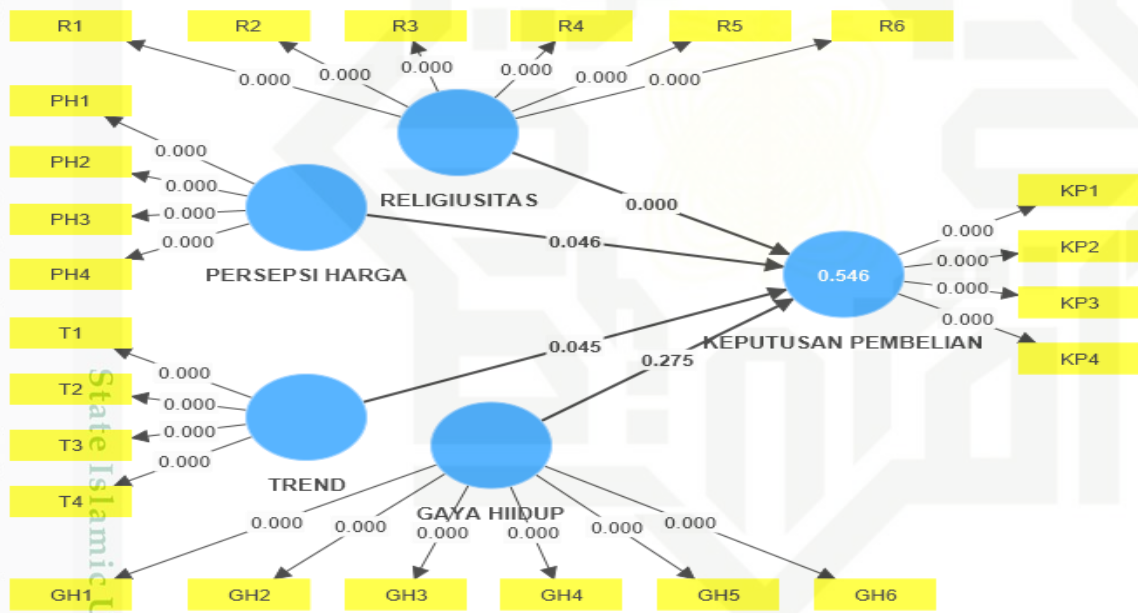 R1
R2
R3
R4
R5
R6
0.000
0.000
0.000
0.000
0.000
0.000
PH1
PH2
PH3
PH4
0.000
0.000
0.000
0.000
RELIGIUSITAS
PERSEPSI HARGA
0.000
0.046
0.045
0.275
0.546
KEPUTUSAN PEMBELIAN
0.000
0.000
0.000
0.000
KP1
KP2
KP3
KP4
T1
T2
T3
T4
0.000
0.000
0.000
0.000
TREND
GAYA HIIDUP
0.000
0.000
0.000
0.000
0.000
0.000
GH1
GH2
GH3
GH4
GH5
GH6
State Islamic U